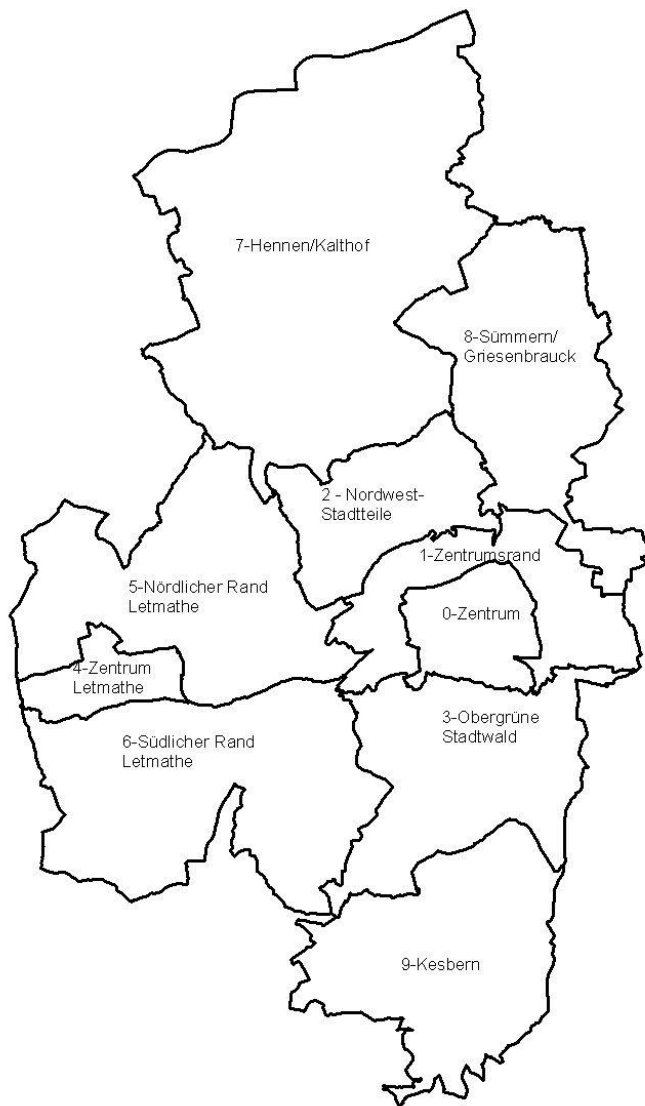 7-Hennen/Kalthof
8-Sümmern/
Griesenbrauck
2 - Nordwest-
Stadtteile
1-Zentrumsrand
5-Nördlicher Rand
Letmathe
0-Zentrum
4-Zentrum
Letmathe
3-Obergrüne
Stadtwald
6-Südlicher Rand
Letmathe
9-Kesbern